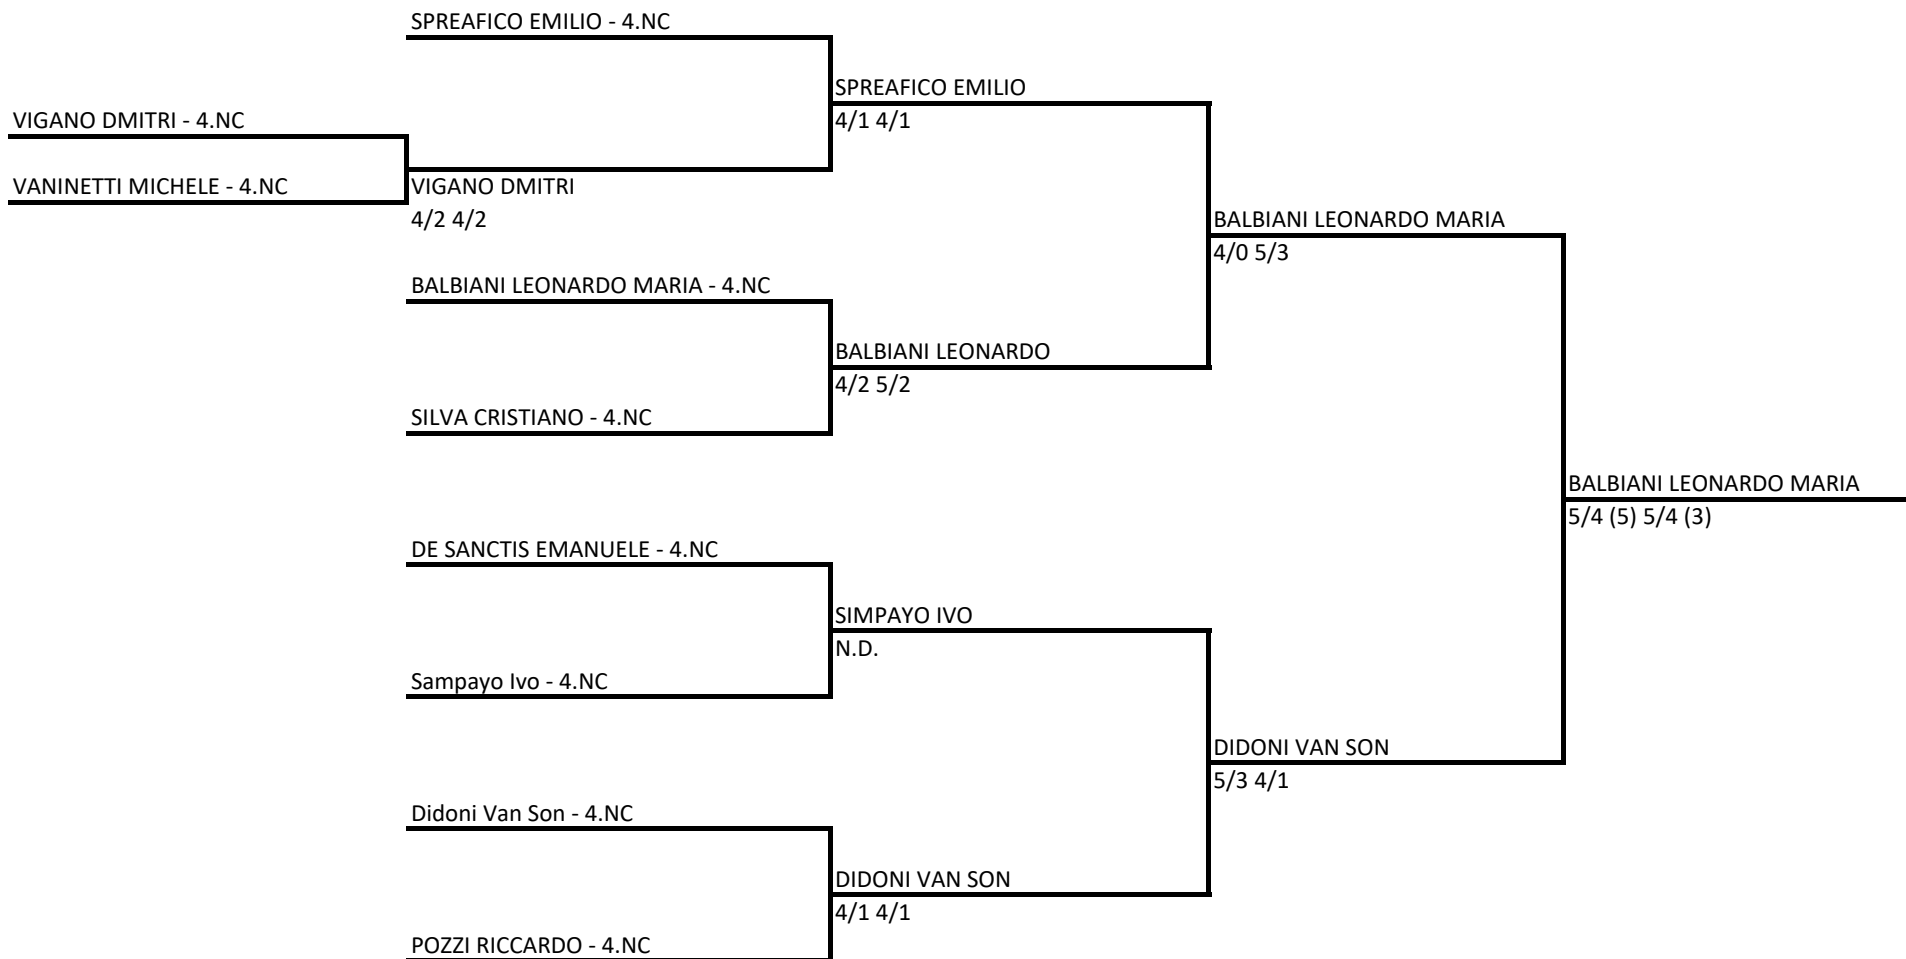 SPREAFICO EMILIO - 4.NC
SPREAFICO EMILIO
4/1 4/1
VIGANO DMITRI - 4.NC
VANINETTI MICHELE - 4.NC
VIGANO DMITRI
4/2 4/2
BALBIANI LEONARDO MARIA
4/0 5/3
BALBIANI LEONARDO MARIA - 4.NC
BALBIANI LEONARDO
4/2 5/2
SILVA CRISTIANO - 4.NC
BALBIANI LEONARDO MARIA
5/4 (5) 5/4 (3)
DE SANCTIS EMANUELE - 4.NC
SIMPAYO IVO
N.D.
Sampayo Ivo - 4.NC
DIDONI VAN SON
5/3 4/1
Didoni Van Son - 4.NC
DIDONI VAN SON
4/1 4/1
POZZI RICCARDO - 4.NC